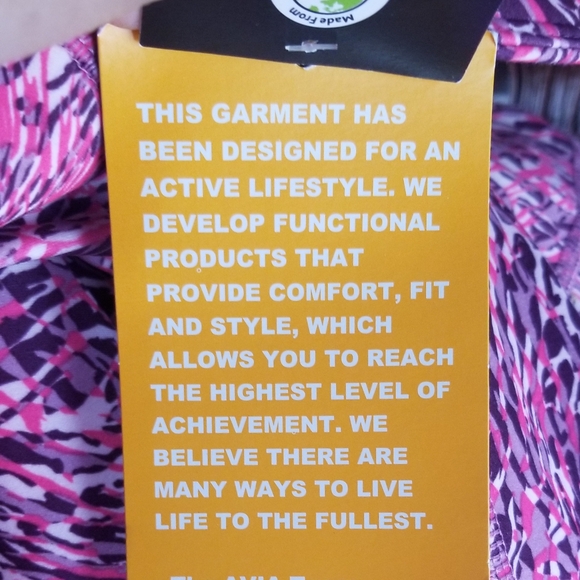 Made From
THIS GARMENT HAS
BEEN DESIGNED FOR AN
ACTIVE LIFESTYLE. WE
DEVELOP FUNCTIONAL
PRODUCTS THAT
PROVIDE COMFORT, FIT
AND STYLE, WHICH
ALLOWS YOU TO REACH
THE HIGHEST LEVEL OF
ACHIEVEMENT. WE
BELIEVE THERE ARE
MANY WAYS TO LIVE
LIFE TO THE FULLEST.
The AVIA